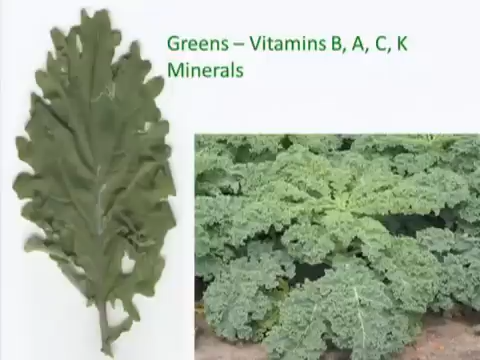 Greens – Vitamins B, A, C, K
Minerals